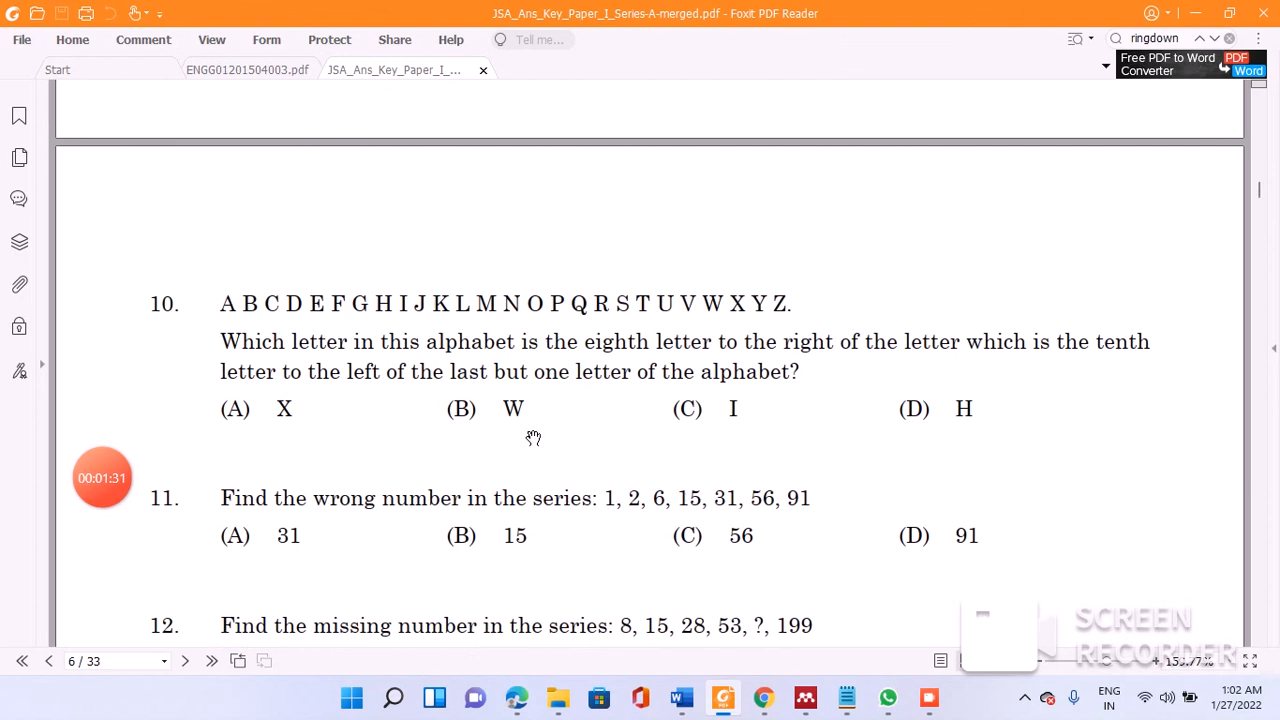 JSA_Ans_Key_Paper_I_Series-A-merged.pdf - Foxit PDF Reader
File Home Comment View Form Protect Share Help Tell me... ringdown
Start ENGG01201504003.pdf JSA_Ans_Key_Paper_I_...
Free PDF to Word PDF
Converter Word
10. A B C D E F G H I J K L M N O P Q R S T U V W X Y Z.
Which letter in this alphabet is the eighth letter to the right of the letter which is the tenth
letter to the left of the last but one letter of the alphabet?
(A) X (B) W (C) I (D) H
00:01:31
11. Find the wrong number in the series: 1, 2, 6, 15, 31, 56, 91
(A) 31 (B) 15 (C) 56 (D) 91
12. Find the missing number in the series: 8, 15, 28, 53, ?, 199
SCREEN
RECORDER
6 / 33
ENG
IN
1:02 AM
1/27/2022